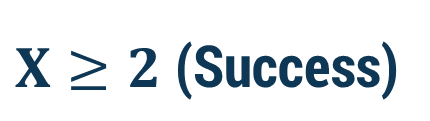 X ≥ 2 (Success)